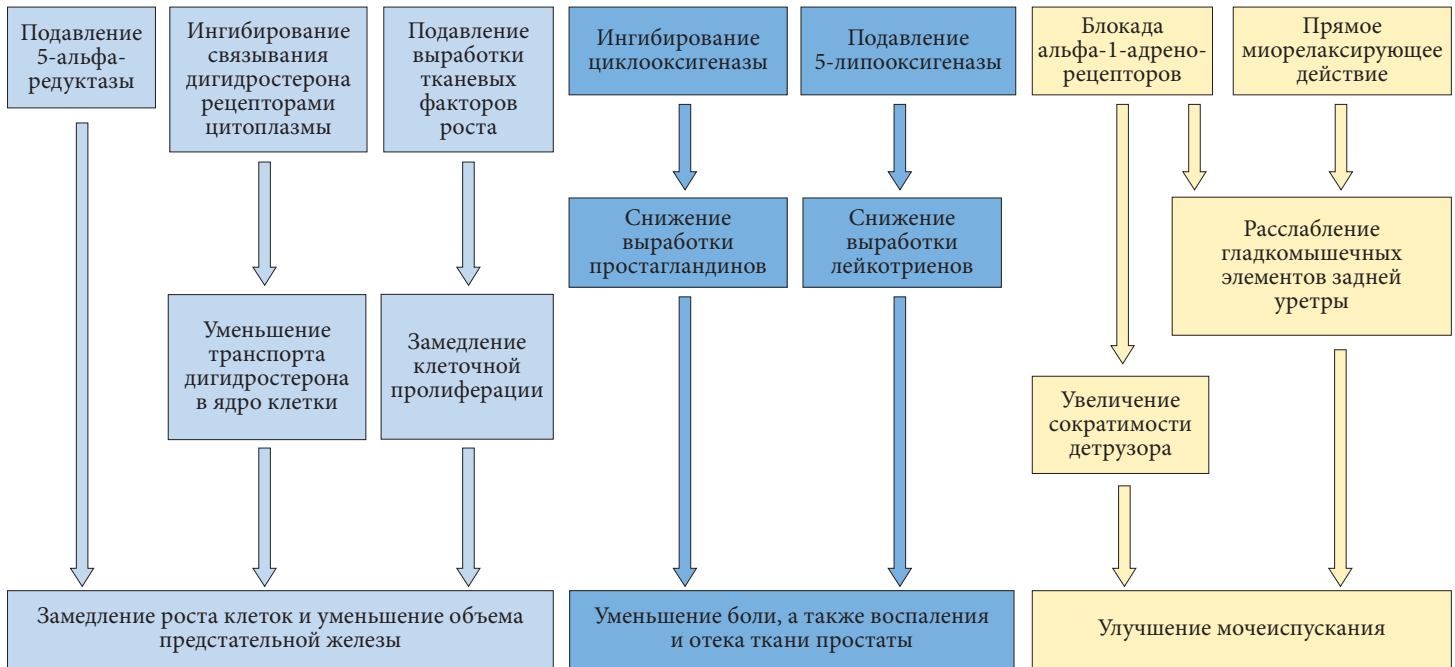 Подавление
5-альфа-
редуктазы
Ингибирование
связывания
дигидростерона
рецепторами
цитоплазмы
Подавление
выработки
тканевых
факторов
роста
Ингибирование
циклооксигеназы
Подавление
5-липооксигеназы
Блокада
альфа-1-адрено-
рецепторов
Прямое
миорелаксирующее
действие
Снижение
выработки
простагландинов
Снижение
выработки
лейкотриенов
Расслабление
гладкомышечных
элементов задней
уретры
Уменьшение
транспорта
дигидростерона
в ядро клетки
Замедление
клеточной
пролиферации
Увеличение
сократимости
детрузора
Замедление роста клеток и уменьшение объема
предстательной железы
Уменьшение боли, а также воспаления
и отека ткани простаты
Улучшение мочеиспускания